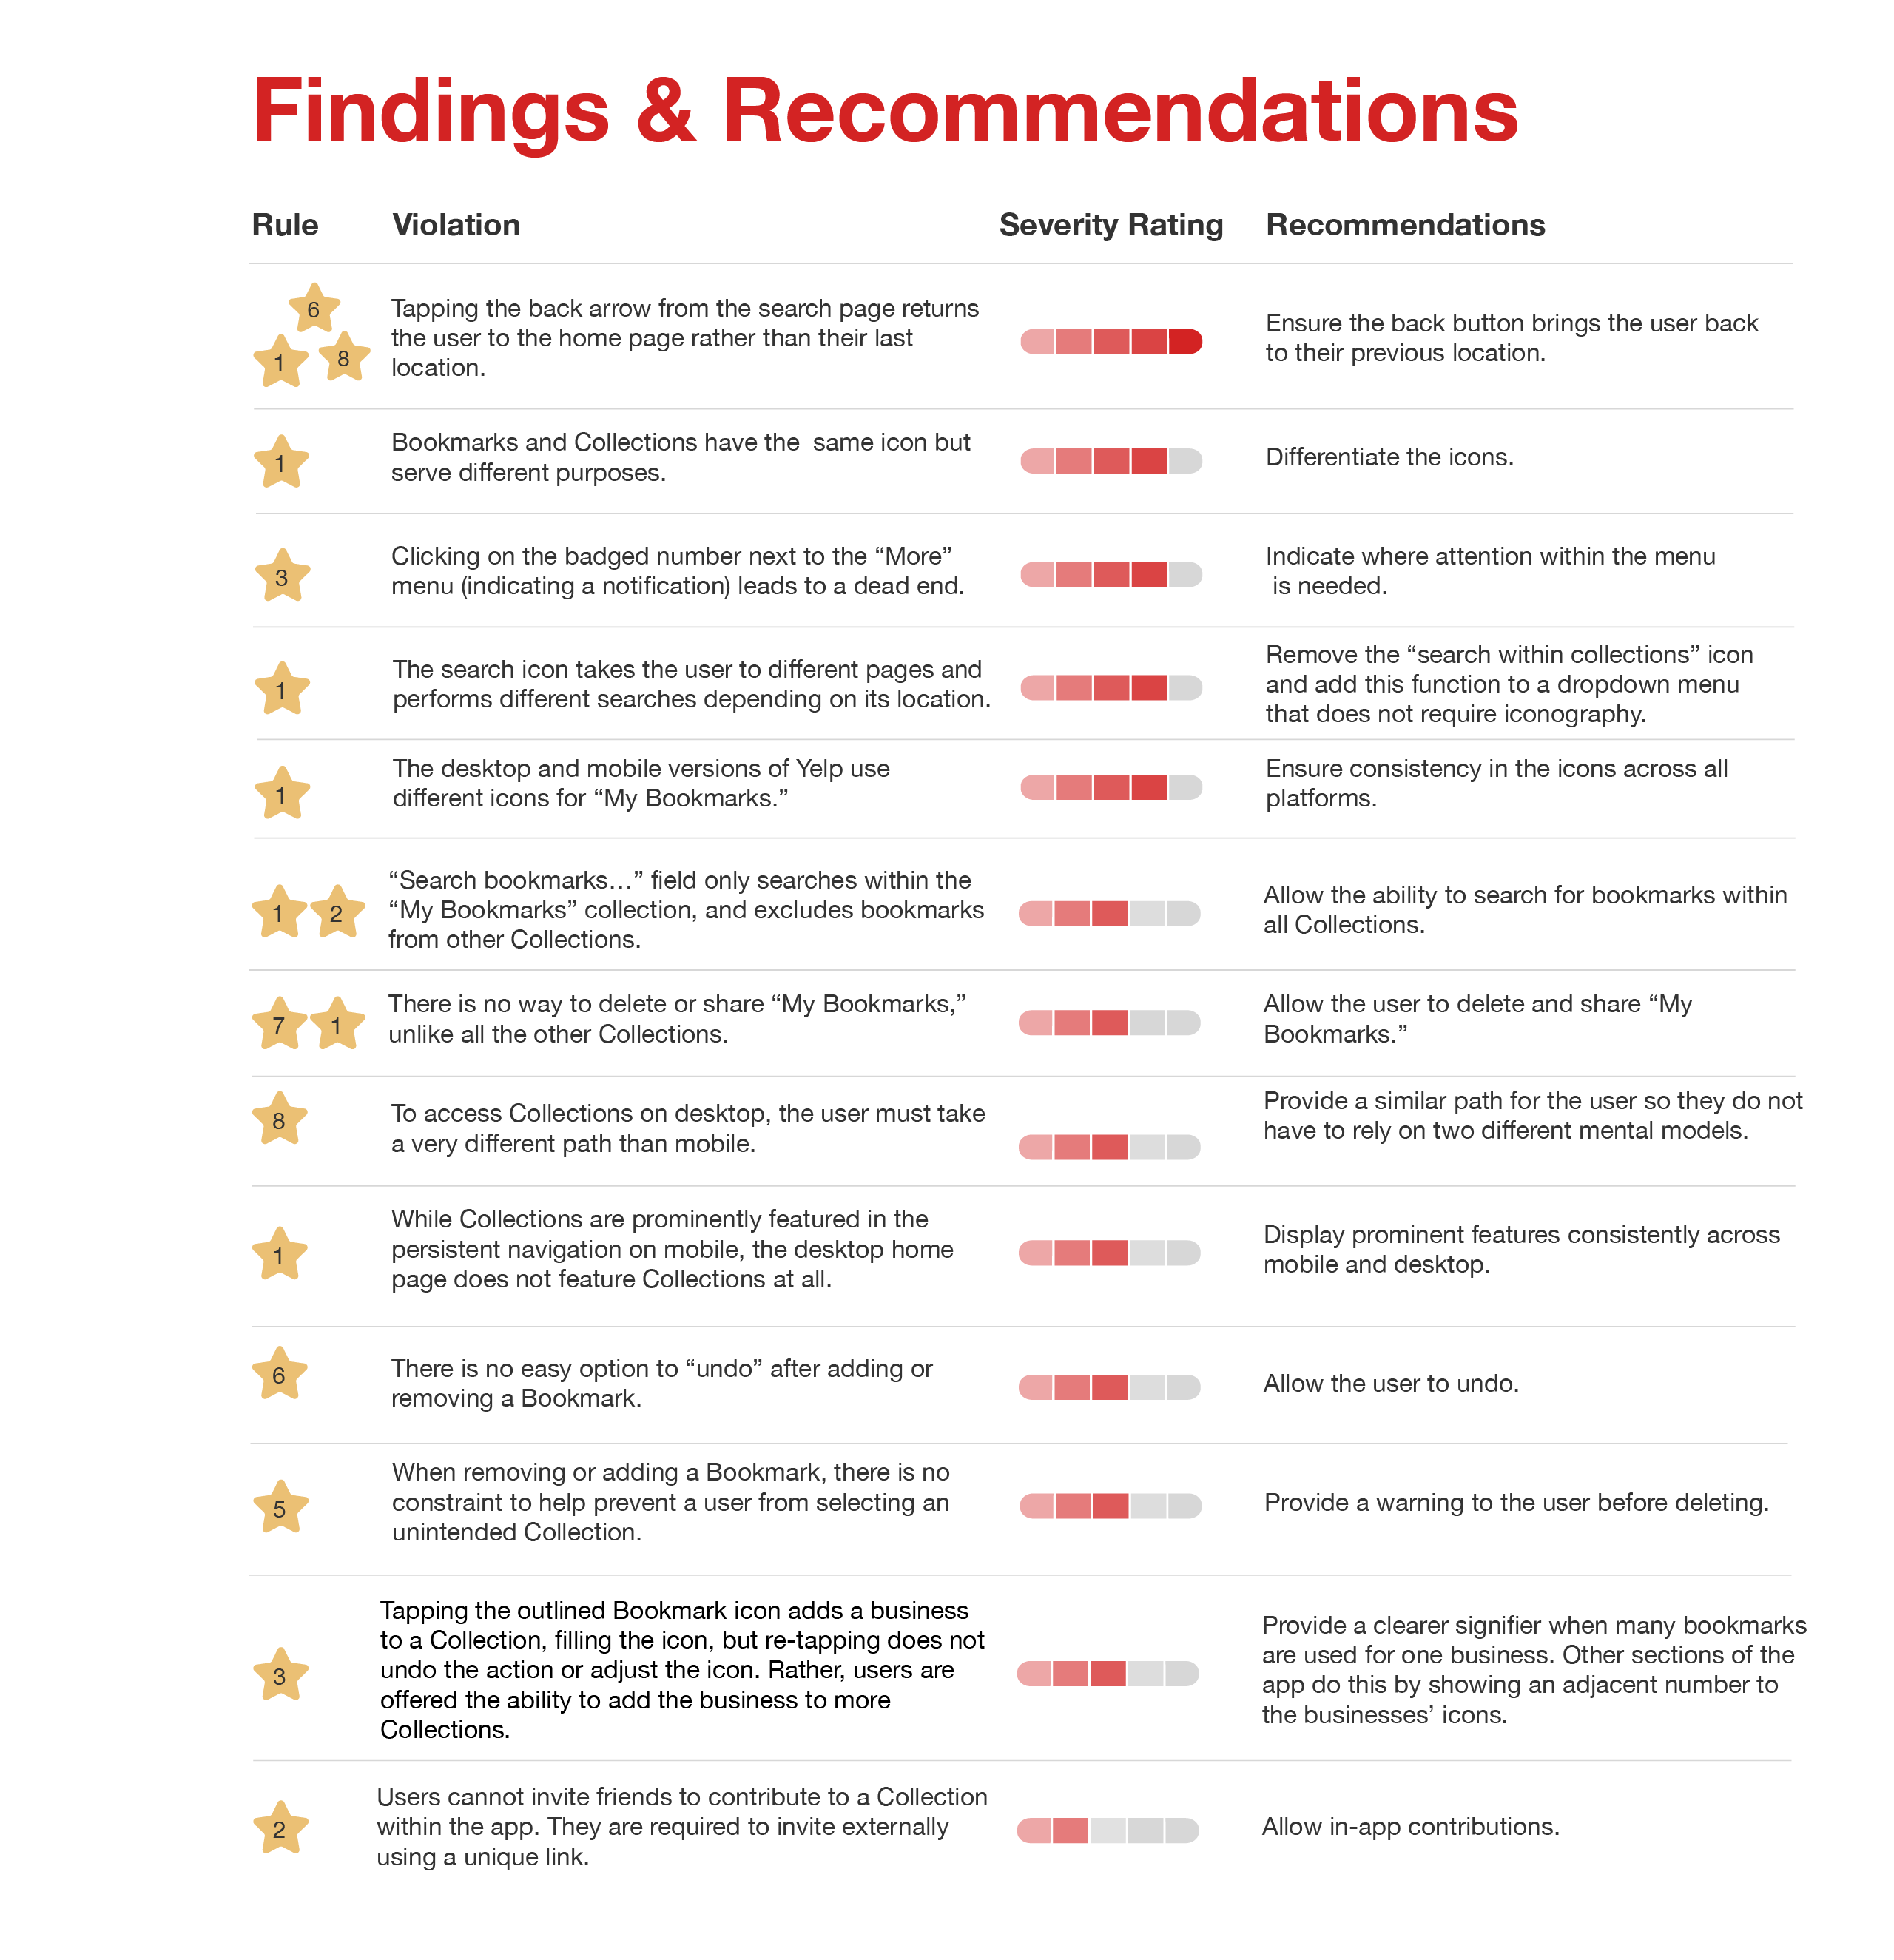 Findings & Recommendations
Rule Violation Severity Rating Recommendations
6
1 8
Tapping the back arrow from the search page returns
the user to the home page rather than their last
location.
Ensure the back button brings the user back
to their previous location.
1
Bookmarks and Collections have the  same icon but
serve different purposes.
Differentiate the icons.
3
Clicking on the badged number next to the “More”
menu (indicating a notification) leads to a dead end.
Indicate where attention within the menu
is needed.
1
The search icon takes the user to different pages and
performs different searches depending on its location.
Remove the “search within collections” icon
and add this function to a dropdown menu
that does not require iconography.
1
The desktop and mobile versions of Yelp use
different icons for “My Bookmarks.”
Ensure consistency in the icons across all
platforms.
1 2
“Search bookmarks…” field only searches within the
“My Bookmarks” collection, and excludes bookmarks
from other Collections.
Allow the ability to search for bookmarks within
all Collections.
7 1
There is no way to delete or share “My Bookmarks,”
unlike all the other Collections.
Allow the user to delete and share “My
Bookmarks.”
8
To access Collections on desktop, the user must take
a very different path than mobile.
Provide a similar path for the user so they do not
have to rely on two different mental models.
1
While Collections are prominently featured in the
persistent navigation on mobile, the desktop home
page does not feature Collections at all.
Display prominent features consistently across
mobile and desktop.
6
There is no easy option to “undo” after adding or
removing a Bookmark.
Allow the user to undo.
5
When removing or adding a Bookmark, there is no
constraint to help prevent a user from selecting an
unintended Collection.
Provide a warning to the user before deleting.
3
Tapping the outlined Bookmark icon adds a business
to a Collection, filling the icon, but re-tapping does not
undo the action or adjust the icon. Rather, users are
offered the ability to add the business to more
Collections.
Provide a clearer signifier when many bookmarks
are used for one business. Other sections of the
app do this by showing an adjacent number to
the businesses’ icons.
2
Users cannot invite friends to contribute to a Collection
within the app. They are required to invite externally
using a unique link.
Allow in-app contributions.